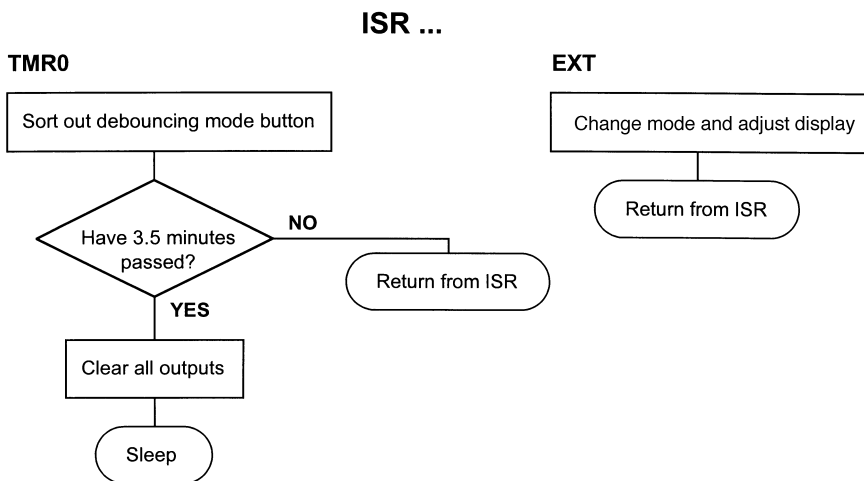 ISR ...
TMR0
Sort out debouncing mode button
Have 3.5 minutes
passed?
NO
Return from ISR
YES
Clear all outputs
Sleep
EXT
Change mode and adjust display
Return from ISR